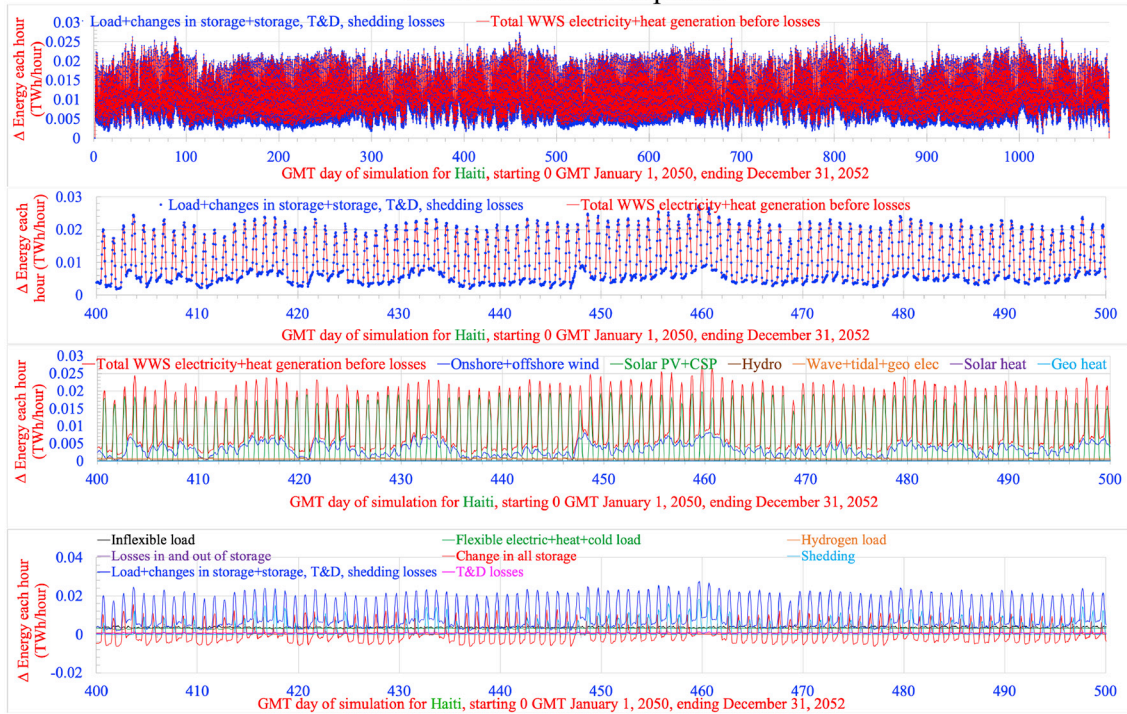 Load+changes in storage+storage, T&D, shedding losses Total WWS electricity+heat generation before losses
Δ Energy each hour
(TWh/hour)
0.03
0.025
0.02
0.015
0.01
0.005
0
0 100 200 300 400 500 600 700 800 900 1000
GMT day of simulation for Haiti, starting 0 GMT January 1, 2050, ending December 31, 2052
Load+changes in storage+storage, T&D, shedding losses Total WWS electricity+heat generation before losses
Δ Energy each
hour (TWh/hour)
0.03
0.02
0.01
0
400 410 420 430 440 450 460 470 480 490 500
GMT day of simulation for Haiti, starting 0 GMT January 1, 2050, ending December 31, 2052
Total WWS electricity+heat generation before losses Onshore+offshore wind Solar PV+CSP Hydro Wave+tidal+geo elec Solar heat Geo heat
Δ Energy each hour
(TWh/hour)
0.03
0.025
0.02
0.015
0.01
0.005
0
400 410 420 430 440 450 460 470 480 490 500
GMT day of simulation for Haiti, starting 0 GMT January 1, 2050, ending December 31, 2052
Inflexible load Flexible electric+heat+cold load Hydrogen load
Losses in and out of storage Change in all storage Shedding
Load+changes in storage+storage, T&D, shedding losses T&D losses
Δ Energy each hour
(TWh/hour)
0.04
0.02
0
-0.02
400 410 420 430 440 450 460 470 480 490 500
GMT day of simulation for Haiti, starting 0 GMT January 1, 2050, ending December 31, 2052